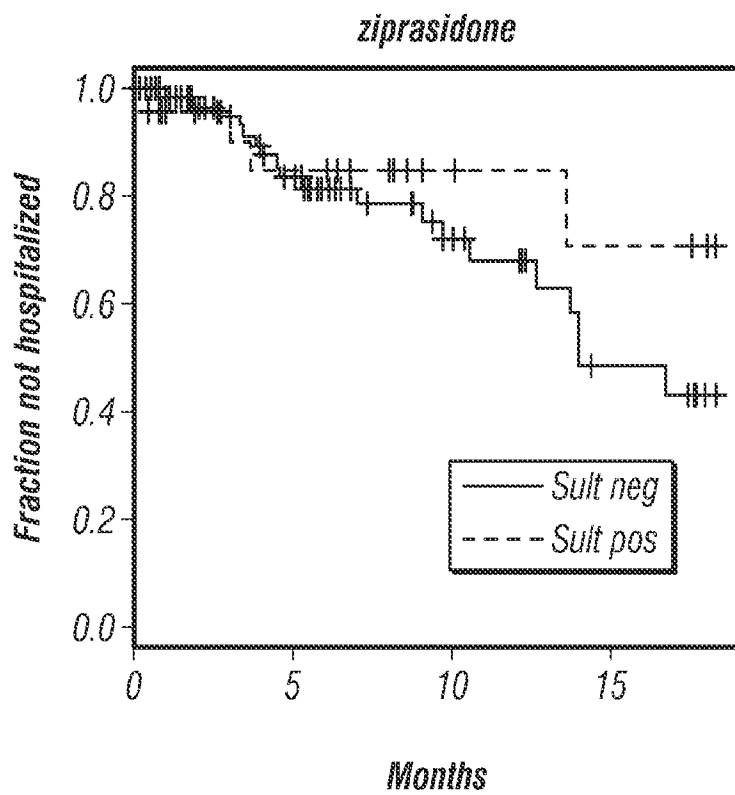 ziprasidone
Fraction not hospitalized
1.0
0.8
0.6
0.4
0.2
0.0
Sult neg
Sult pos
0 5 10 15
Months